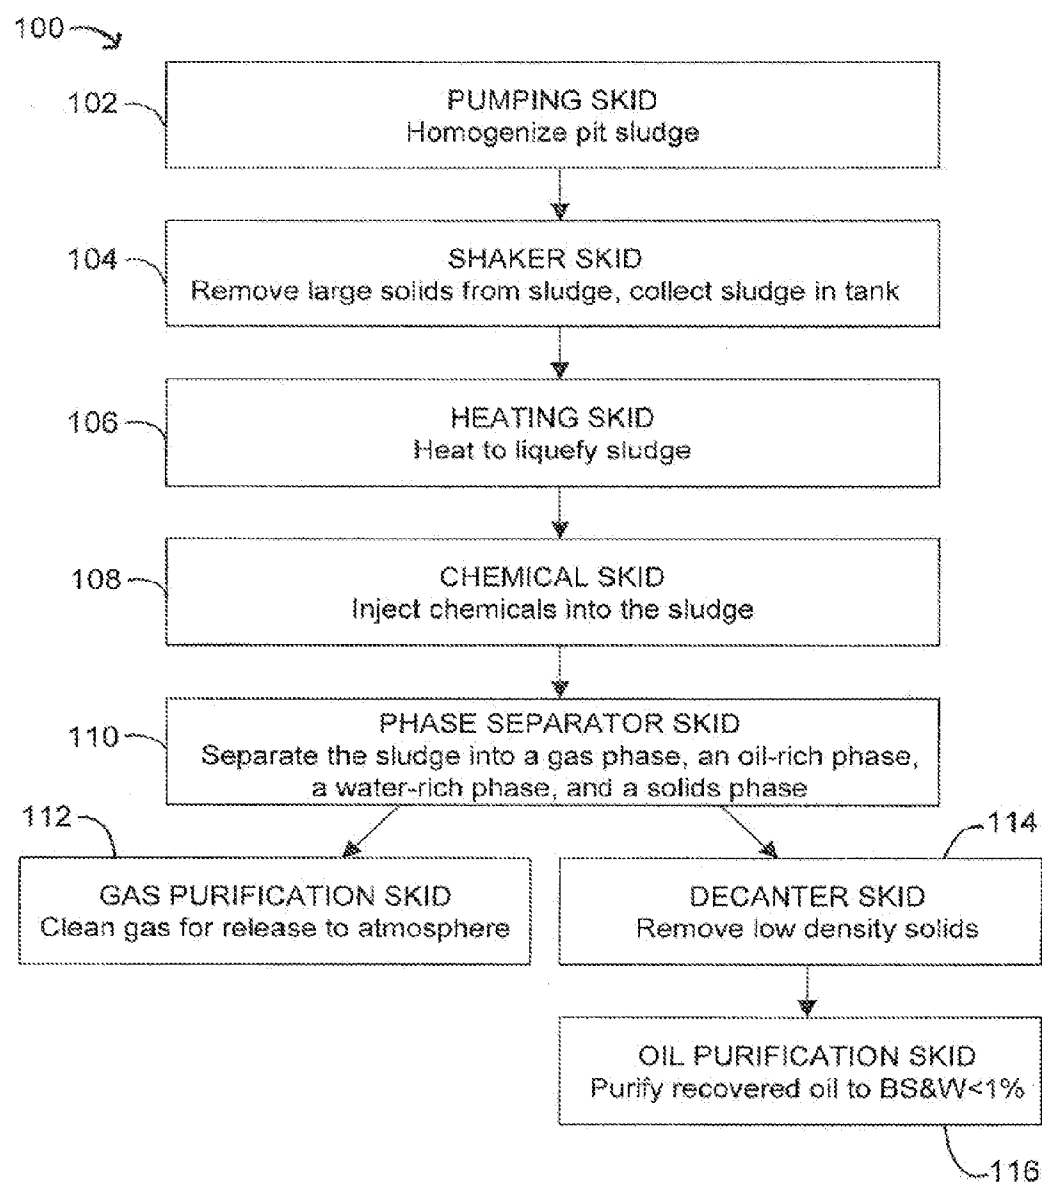 100
102
PUMPING SKID
Homogenize pit sludge
104
SHAKER SKID
Remove large solids from sludge, collect sludge in tank
106
HEATING SKID
Heat to liquefy sludge
108
CHEMICAL SKID
Inject chemicals into the sludge
110
PHASE SEPARATOR SKID
Separate the sludge into a gas phase, an oil-rich phase,
a water-rich phase, and a solids phase
112
GAS PURIFICATION SKID
Clean gas for release to atmosphere
114
DECANTER SKID
Remove low density solids
OIL PURIFICATION SKID
Purify recovered oil to BS&W<1%
116